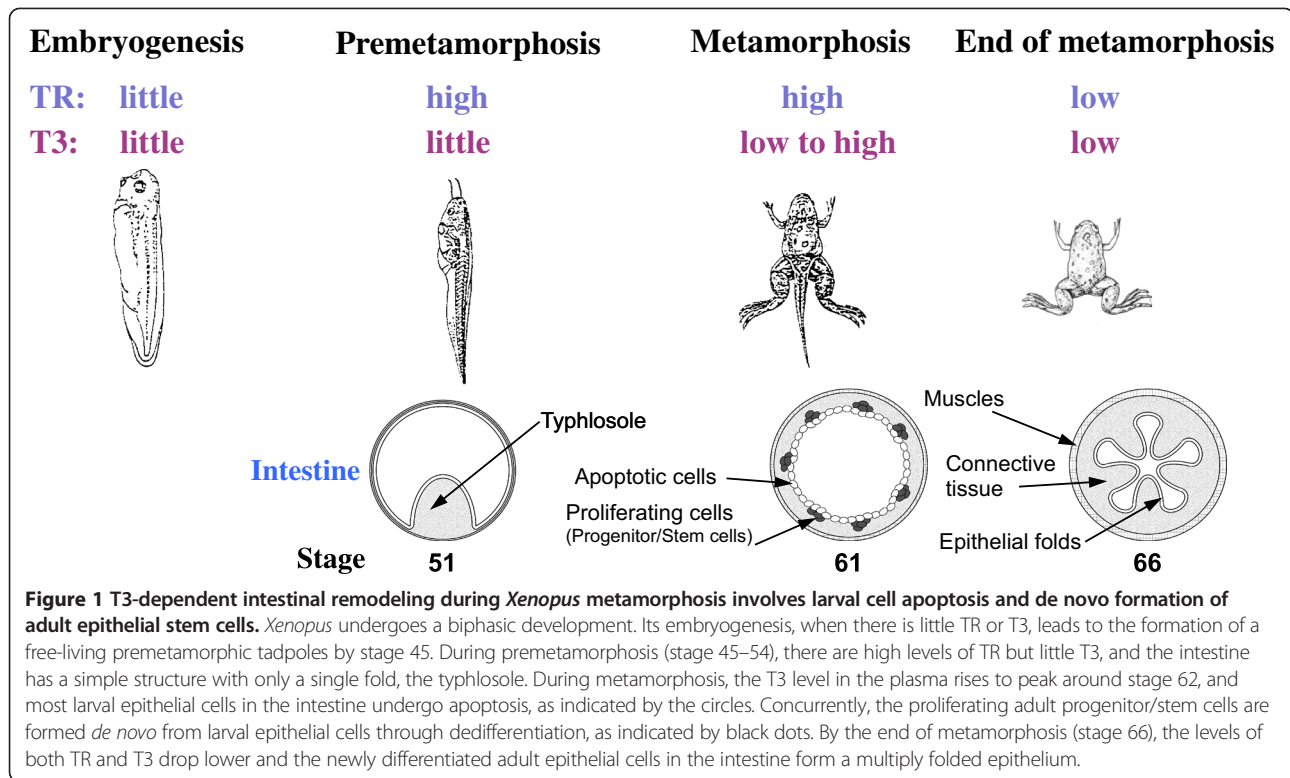 Embryogenesis Premetamorphosis Metamorphosis End of metamorphosis
TR: little high high low
T3: little little low to high low
Typhlosole
Muscles
Intestine
Apoptotic cells
Connective
tissue
Proliferating cells
(Progenitor/Stem cells)
Epithelial folds
Stage 51 61 66
Figure 1 T3-dependent intestinal remodeling during Xenopus metamorphosis involves larval cell apoptosis and de novo formation of
adult epithelial stem cells. Xenopus undergoes a biphasic development. Its embryogenesis, when there is little TR or T3, leads to the formation of a
free-living premetamorphic tadpoles by stage 45. During premetamorphosis (stage 45–54), there are high levels of TR but little T3, and the intestine
has a simple structure with only a single fold, the typhlosole. During metamorphosis, the T3 level in the plasma rises to peak around stage 62, and
most larval epithelial cells in the intestine undergo apoptosis, as indicated by the circles. Concurrently, the proliferating adult progenitor/stem cells are
formed de novo from larval epithelial cells through dedifferentiation, as indicated by black dots. By the end of metamorphosis (stage 66), the levels of
both TR and T3 drop lower and the newly differentiated adult epithelial cells in the intestine form a multiply folded epithelium.